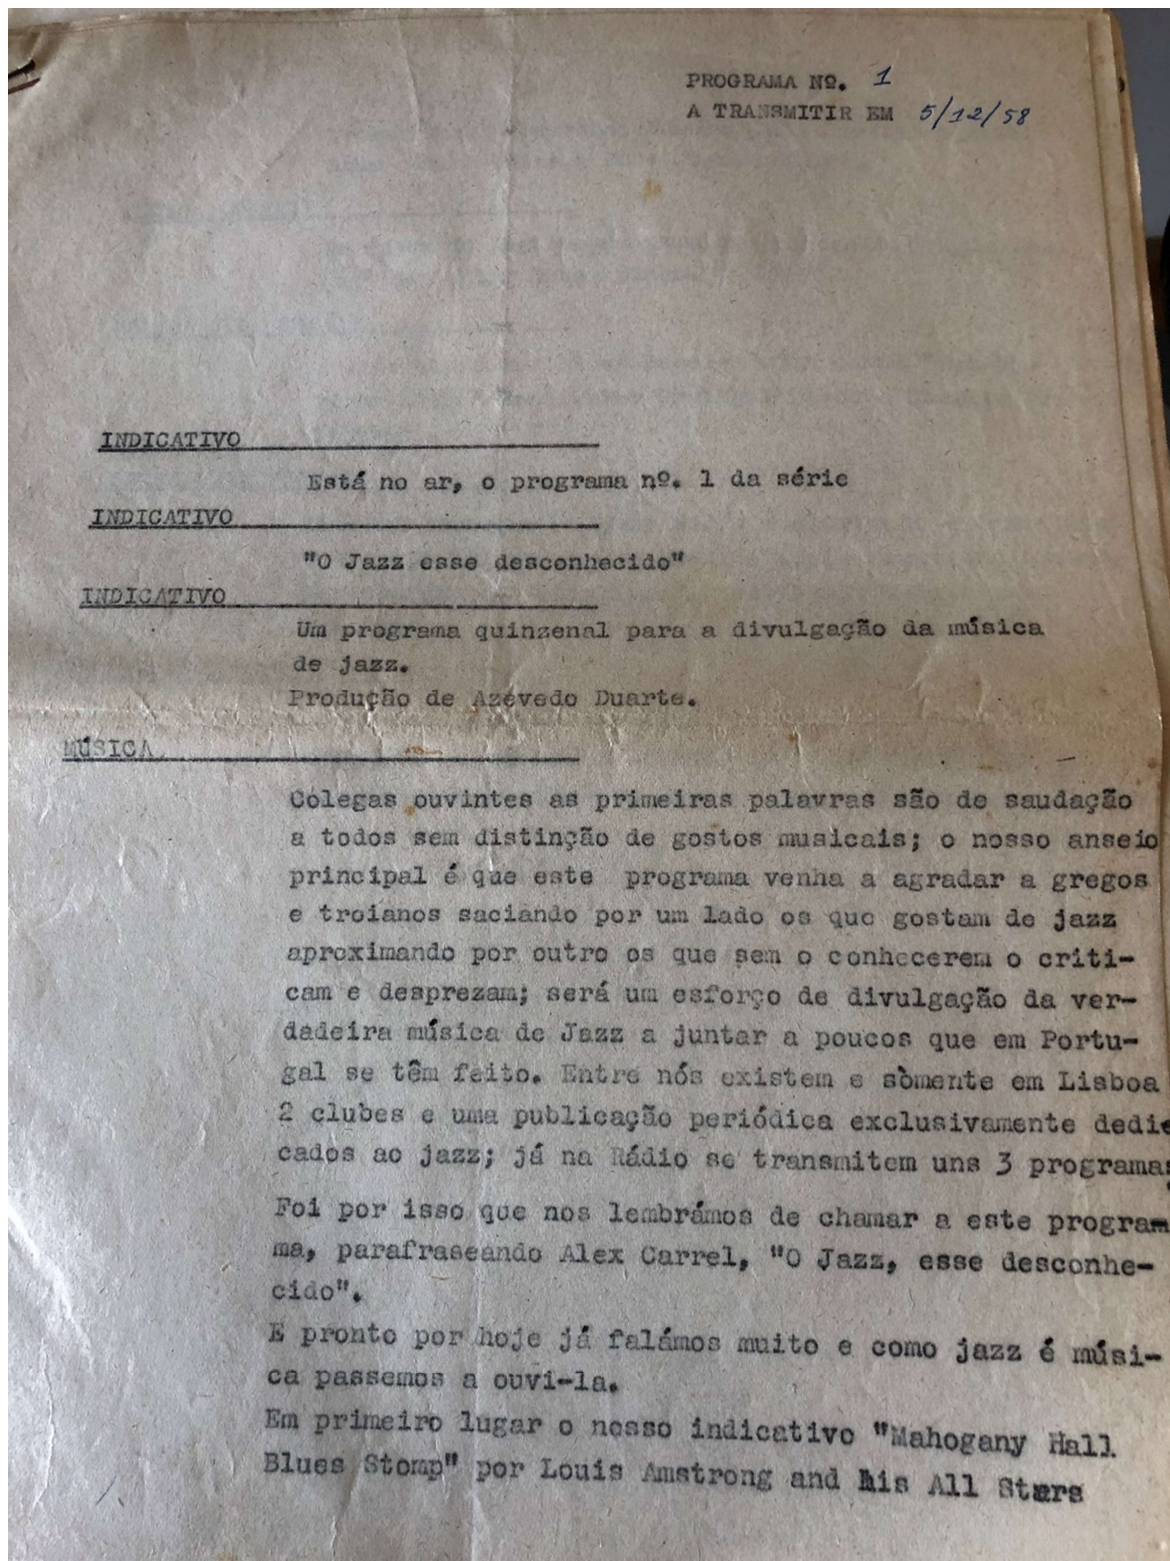 PROGRAMA Nº. 1
A TRANSMITIR EM 5/12/58
INDICATIVO
Está no ar, o programa nº. 1 da série
INDICATIVO
"O Jazz esse desconhecido"
INDICATIVO
Um programa quinzenal para a divulgação da música
de jazz.
Produção de Azevedo Duarte.
MÚSICA
Colegas ouvintes as primeiras palavras são de saudação
a todos sem distinção de gostos musicais; o nosso anseio
principal é que este programa venha a agradar a gregos
e troianos saciando por um lado os que gostam de jazz
aproximando por outro os que sem o conhecerem o criti-
cam e desprezam; será um esforço de divulgação da ver-
dadeira música de Jazz a juntar a poucos que em Portu-
gal se têm feito. Entre nós existem e sòmente em Lisboa
2 clubes e uma publicação periódica exclusivamente dedi
cados ao jazz; já na Rádio se transmitem uns 3 programas
Foi por isso que nos lembrámos de chamar a este program
ma, parafraseando Alex Carrel, "O Jazz, esse desconhe-
cido".
E pronto por hoje já falámos muito e como jazz é músi-
ca passemos a ouvi-la.
Em primeiro lugar o nosso indicativo "Mahogany Hall
Blues Stomp" por Louis Amstrong and his All Stars